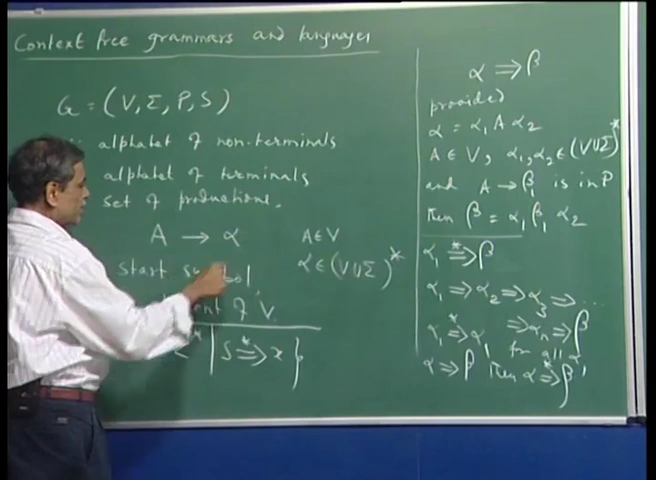 Context free grammars and languages
G = (V, Σ, P, S)
alphabet of non-terminals
alphabet of terminals
set of productions.
A → α A ∈ V
α ∈ (V ∪ Σ)*
start
of V.
| S ⇒* x }
α ⇒ β
provided
α = α₁ A α₂
A ∈ V, α₁, α₂ ∈ (V ∪ Σ)*
and A → β₁ is in P
Then β = α₁ β₁ α₂
α₁ ⇒* β
α₁ ⇒ α₂ ⇒ α₃ ⇒ ...
⇒ αₙ ⇒ β
α₁ ⇒* α₁ for all α₁
α ⇒ β Then α ⇒* β